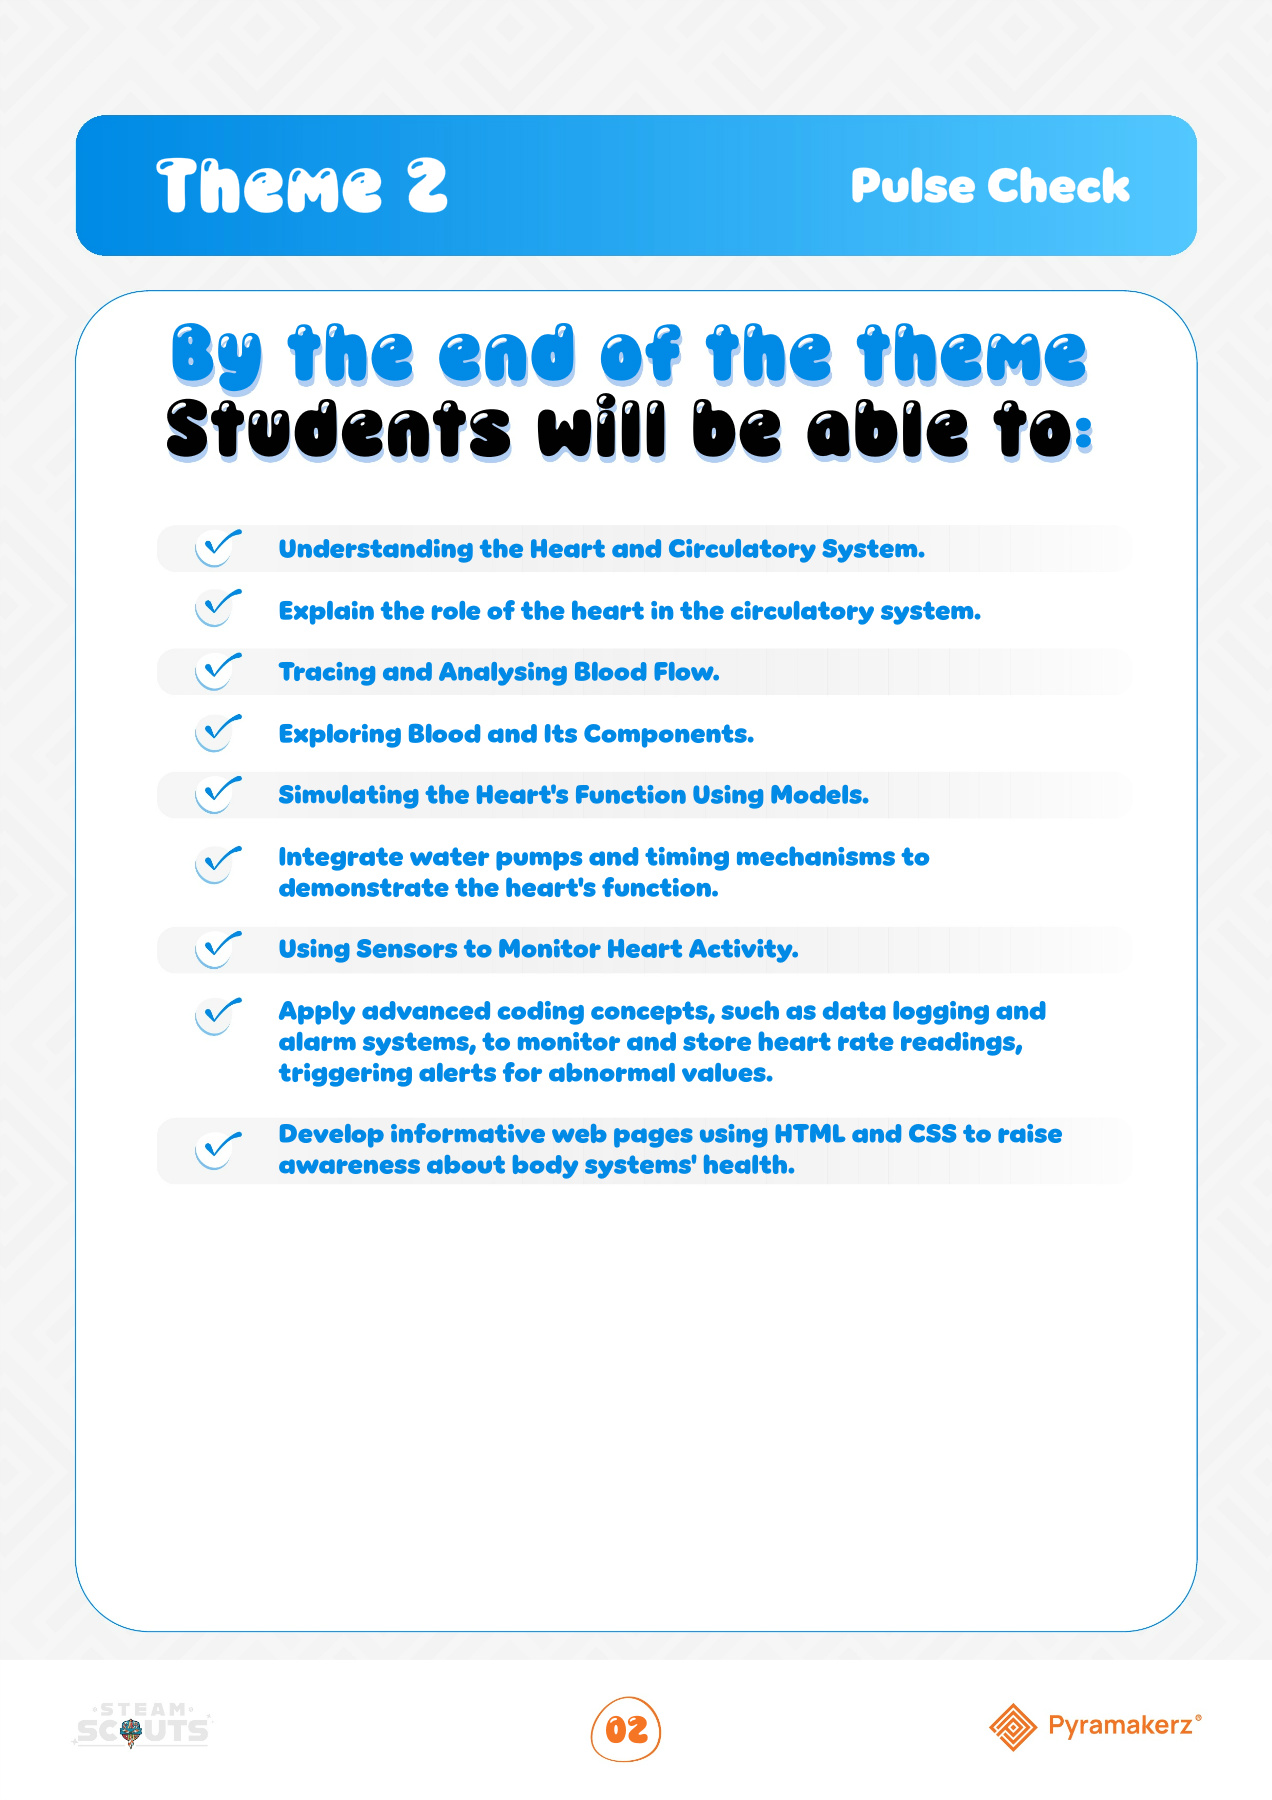 Theme 2
Pulse Check
By the end of the theme
Students will be able to:
Understanding the Heart and Circulatory System.
Explain the role of the heart in the circulatory system.
Tracing and Analysing Blood Flow.
Exploring Blood and Its Components.
Simulating the Heart's Function Using Models.
Integrate water pumps and timing mechanisms to
demonstrate the heart's function.
Using Sensors to Monitor Heart Activity.
Apply advanced coding concepts, such as data logging and
alarm systems, to monitor and store heart rate readings,
triggering alerts for abnormal values.
Develop informative web pages using HTML and CSS to raise
awareness about body systems' health.
STEAM
SCOUTS
02
Pyramakerz®